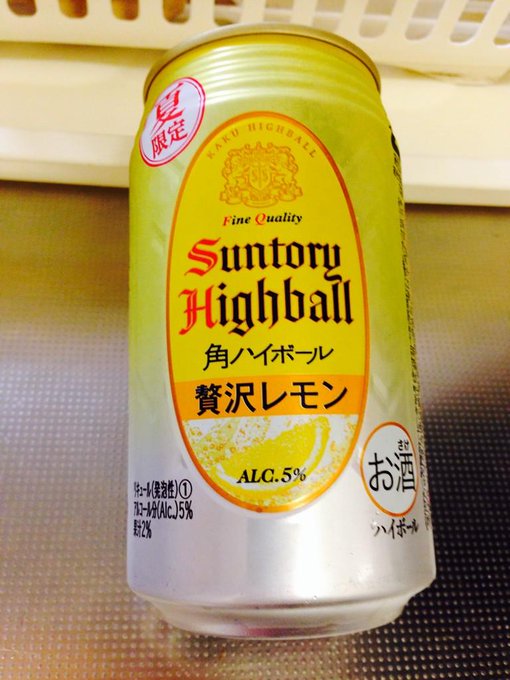 夏
限定
KAKU HIGHBALL
Fine Quality
Suntory
Highball
角ハイボール
贅沢レモン
ALC.5%
さけ
お酒
ハイボール
キュール(発泡性)①
アルコール分(Alc.)5%
果汁2%